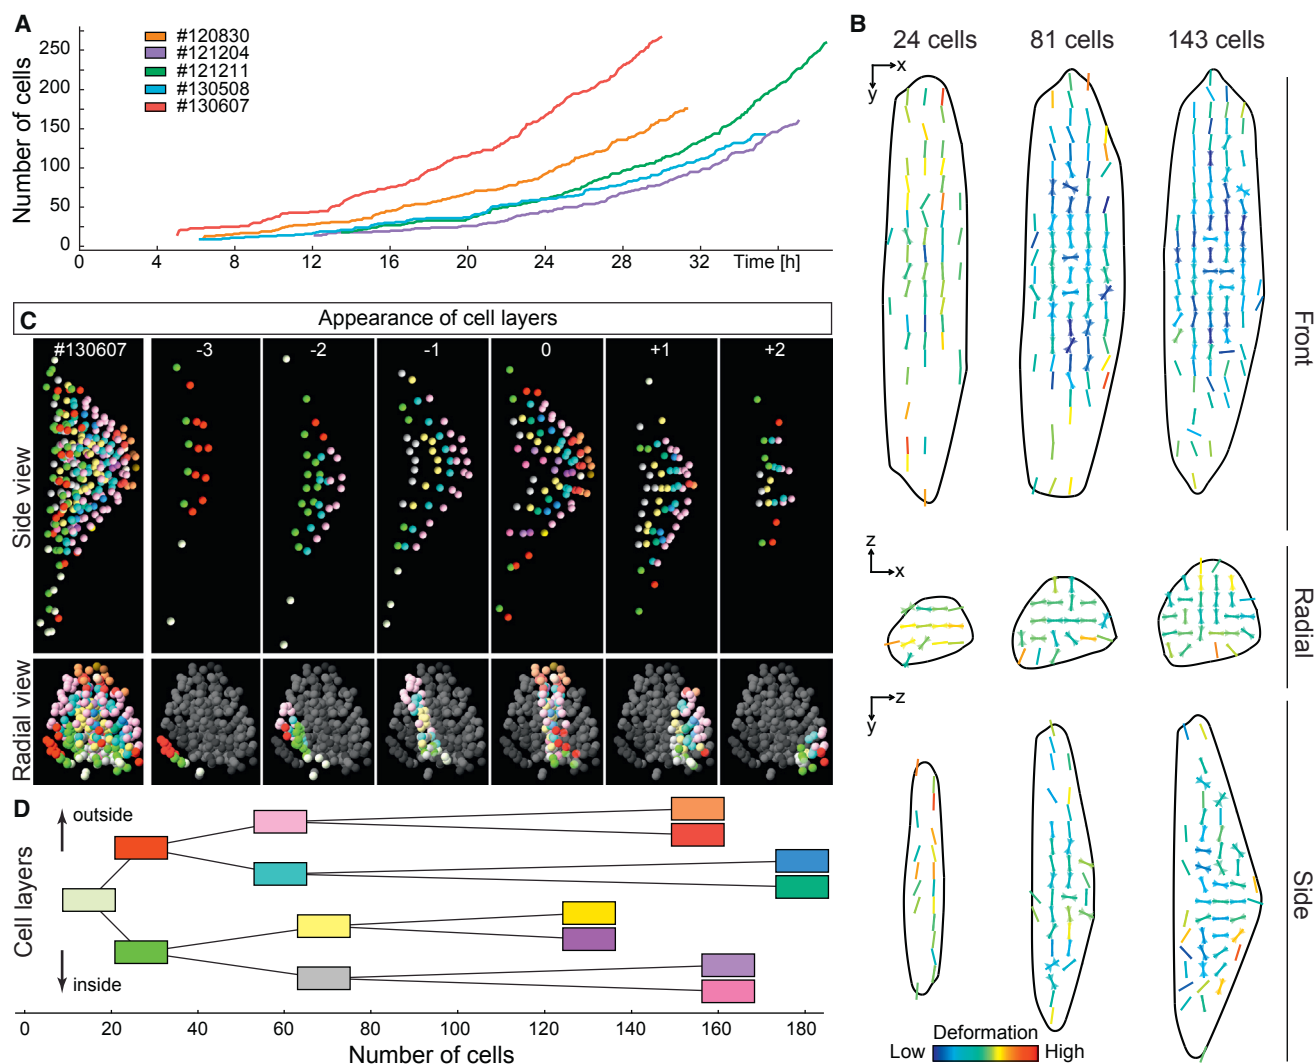 A
Number of cells
250
200
150
100
50
0
#120830
#121204
#121211
#130508
#130607
0 4 8 12 16 20 24 28 32 Time [h]
B
24 cells 81 cells 143 cells
x
y
Front
z
x
Radial
z
y
Side
Deformation
Low High
C
Appearance of cell layers
#130607 -3 -2 -1 0 +1 +2
Side view
Radial view
D
outside
Cell layers
inside
0 20 40 60 80 100 120 140 160 180
Number of cells